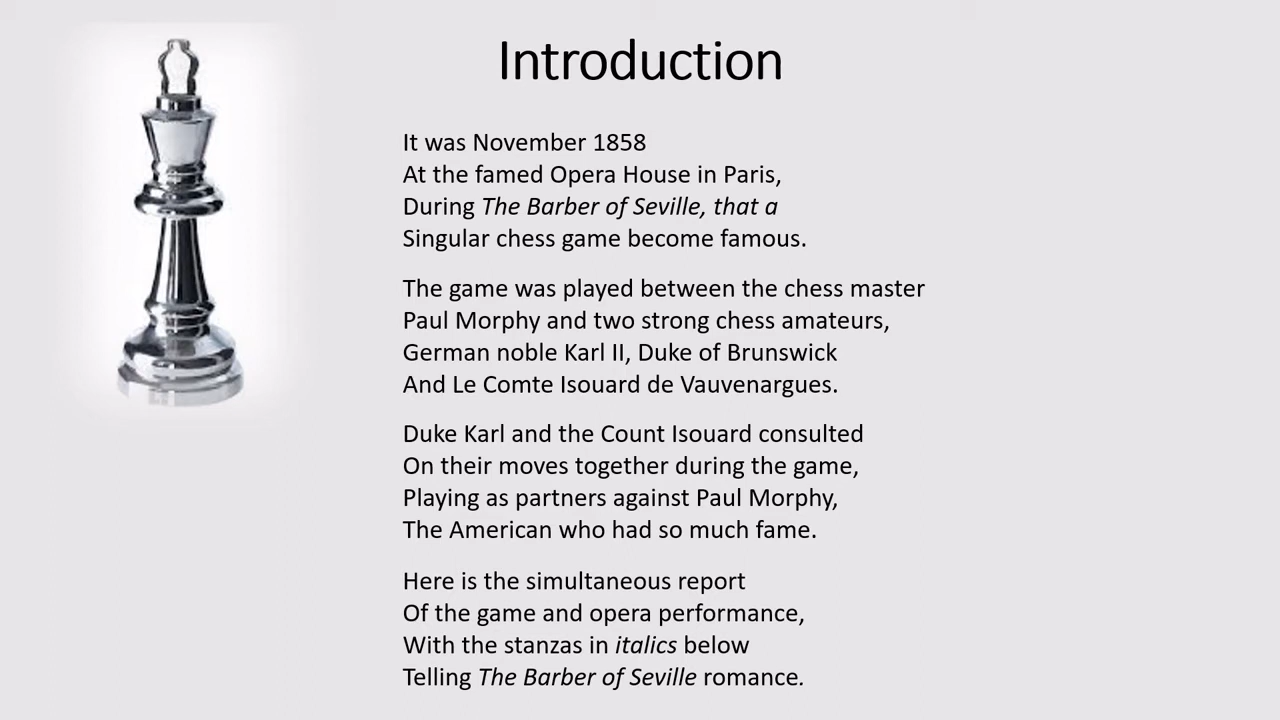 Introduction
It was November 1858
At the famed Opera House in Paris,
During The Barber of Seville, that a
Singular chess game become famous.
The game was played between the chess master
Paul Morphy and two strong chess amateurs,
German noble Karl II, Duke of Brunswick
And Le Comte Isouard de Vauvenargues.
Duke Karl and the Count Isouard consulted
On their moves together during the game,
Playing as partners against Paul Morphy,
The American who had so much fame.
Here is the simultaneous report
Of the game and opera performance,
With the stanzas in italics below
Telling The Barber of Seville romance.